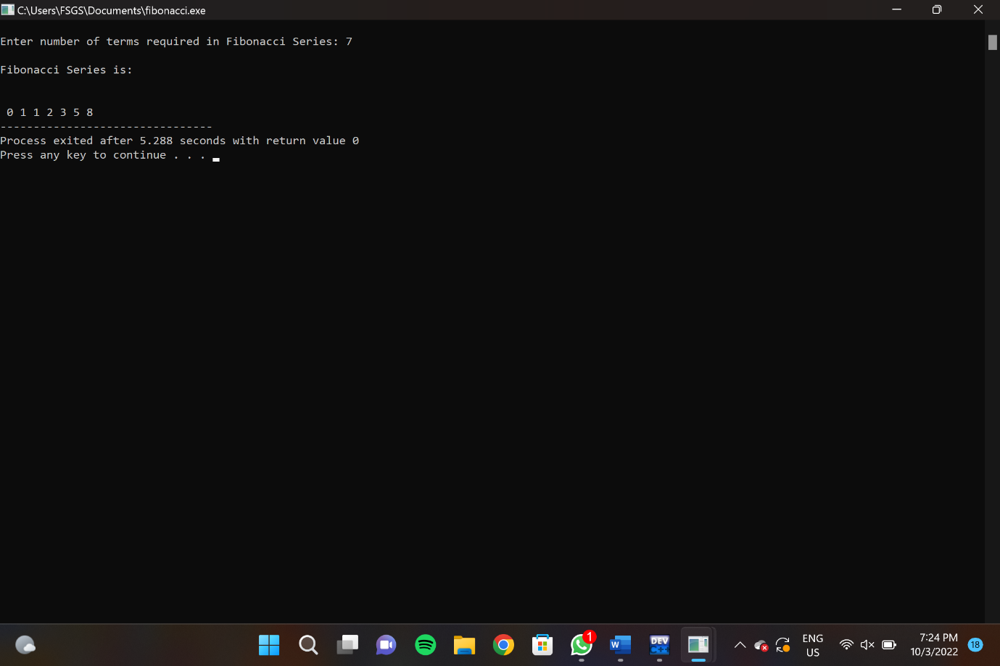 C:\Users\FSGS\Documents\fibonacci.exe
Enter number of terms required in Fibonacci Series: 7
Fibonacci Series is:
0 1 1 2 3 5 8
--------------------------------
Process exited after 5.288 seconds with return value 0
Press any key to continue . . .
1
W
DEV
C++
ENG
US
7:24 PM
10/3/2022
18